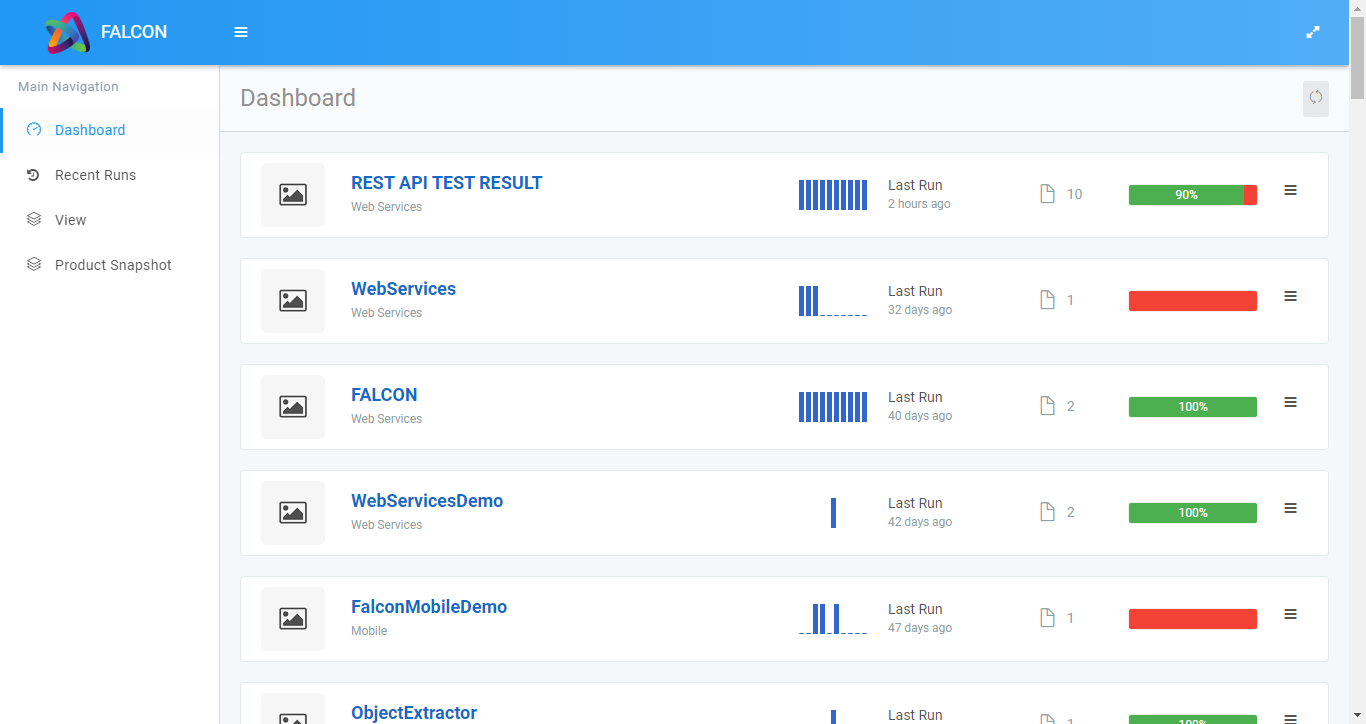 FALCON
Main Navigation
Dashboard
Recent Runs
View
Product Snapshot
Dashboard
REST API TEST RESULT
Web Services
Last Run
2 hours ago
10
90%
WebServices
Web Services
Last Run
32 days ago
1
FALCON
Web Services
Last Run
40 days ago
2
100%
WebServicesDemo
Web Services
Last Run
42 days ago
2
100%
FalconMobileDemo
Mobile
Last Run
47 days ago
1
ObjectExtractor
Last Run
1
100%